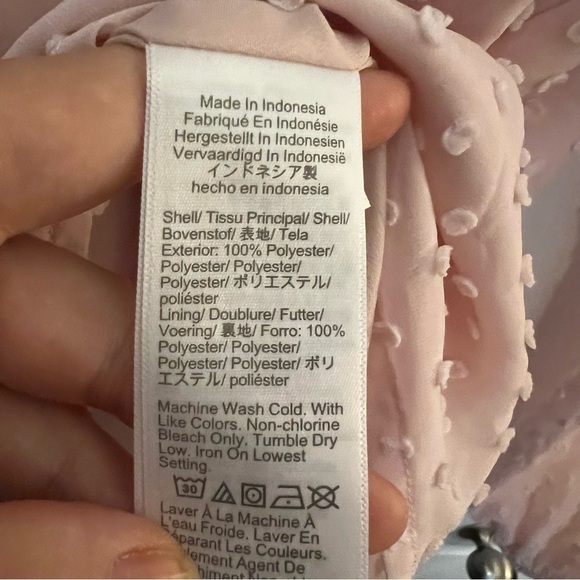 Made In Indonesia
Fabriqué En Indonésie
Hergestellt In Indonesien
Vervaardigd In Indonesië
インドネシア製
hecho en indonesia
Shell/ Tissu Principal/ Shell/
Bovenstof/ 表地/ Tela
Exterior: 100% Polyester/
Polyester/ Polyester/
Polyester/ ポリエステル/
poliéster
Lining/ Doublure/ Futter/
Voering/ 裏地/ Forro: 100%
Polyester/ Polyester/
Polyester/ Polyester/ ポリ
エステル/ poliéster
Machine Wash Cold, With
Like Colors. Non-chlorine
Bleach Only. Tumble Dry
Low. Iron On Lowest
Setting.
30
Laver À La Machine À
L'eau Froide, Laver En
Séparant Les Couleurs.
Agent De